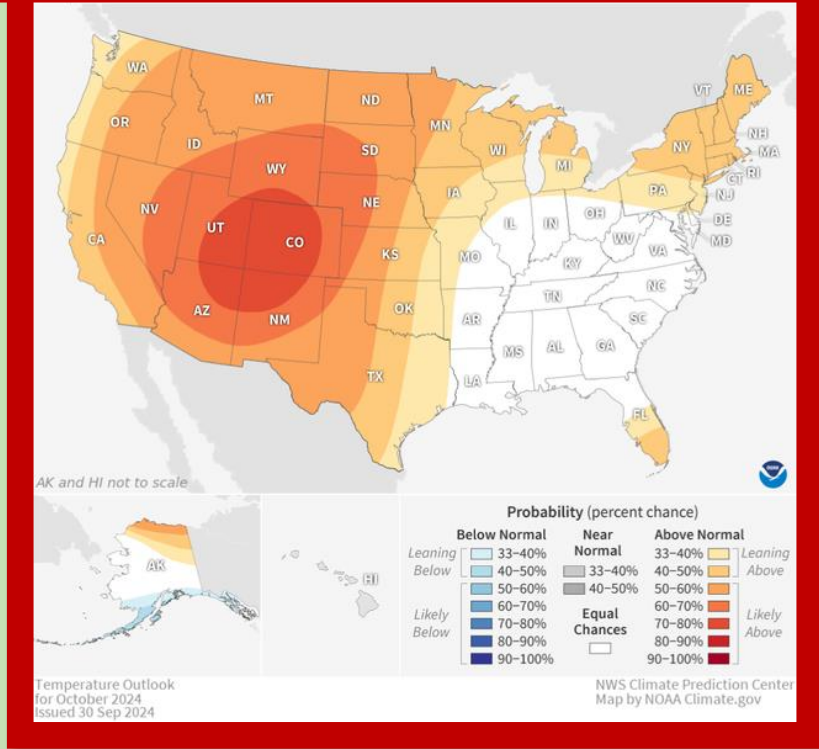 WA
MT
ND
MN
VT
ME
OR
ID
SD
WI
MI
NY
NH
MA
WY
CT
RI
NV
UT
NE
IA
PA
NJ
CO
IL
IN
OH
DE
MD
CA
KS
MO
WV
VA
KY
NC
AZ
NM
OK
AR
TN
SC
TX
MS
AL
GA
LA
FL
AK and HI not to scale
AK
HI
Probability (percent chance)
Below Normal Near Normal Above Normal
Leaning Below 33–40% 33–40% 33–40% Leaning Above
40–50% 40–50% 40–50%
Likely Below 50–60% Equal Chances 50–60% Likely Above
60–70% 60–70%
70–80% 70–80%
80–90% 80–90%
90–100% 90–100%
Temperature Outlook
for October 2024
Issued 30 Sep 2024
NWS Climate Prediction Center
Map by NOAA Climate.gov